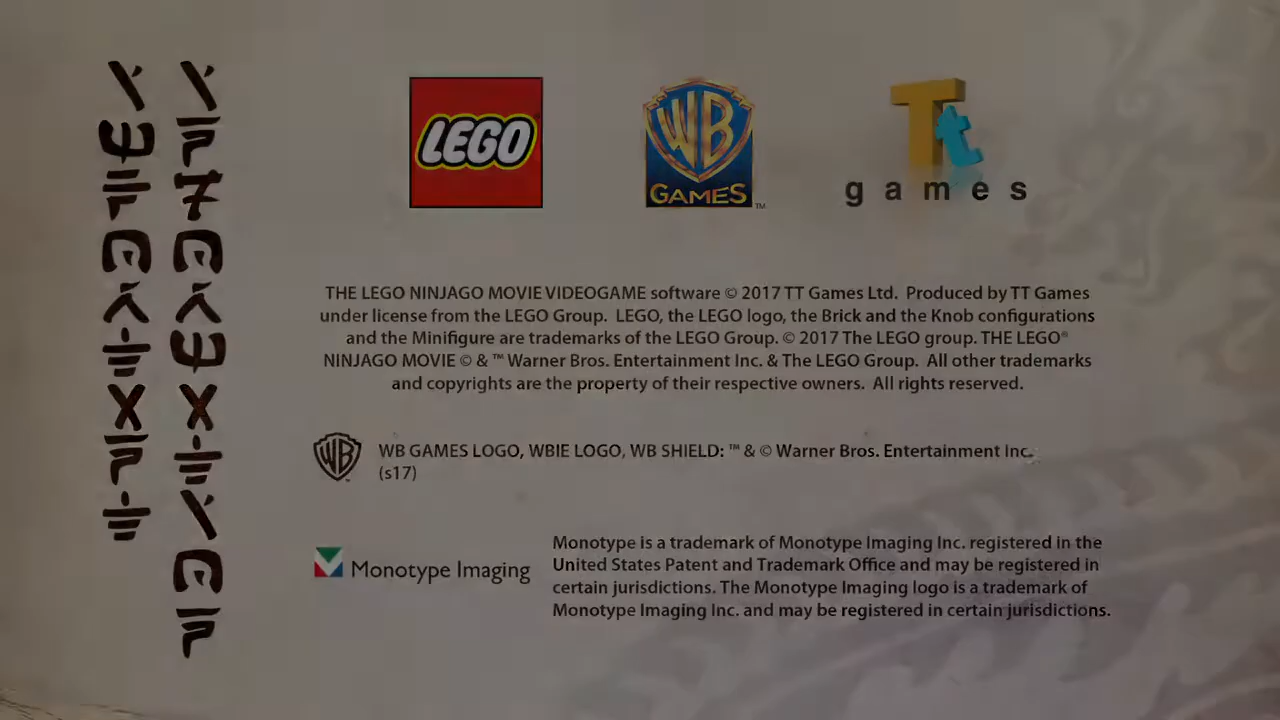 LEGO
WB
GAMES
TM
Tt
games
THE LEGO NINJAGO MOVIE VIDEOGAME software © 2017 TT Games Ltd. Produced by TT Games
under license from the LEGO Group. LEGO, the LEGO logo, the Brick and the Knob configurations
and the Minifigure are trademarks of the LEGO Group. © 2017 The LEGO group. THE LEGO®
NINJAGO MOVIE © & ™ Warner Bros. Entertainment Inc. & The LEGO Group. All other trademarks
and copyrights are the property of their respective owners. All rights reserved.
WB
WB GAMES LOGO, WBIE LOGO, WB SHIELD: ™ & © Warner Bros. Entertainment Inc.
(s17)
Monotype Imaging
Monotype is a trademark of Monotype Imaging Inc. registered in the
United States Patent and Trademark Office and may be registered in
certain jurisdictions. The Monotype Imaging logo is a trademark of
Monotype Imaging Inc. and may be registered in certain jurisdictions.